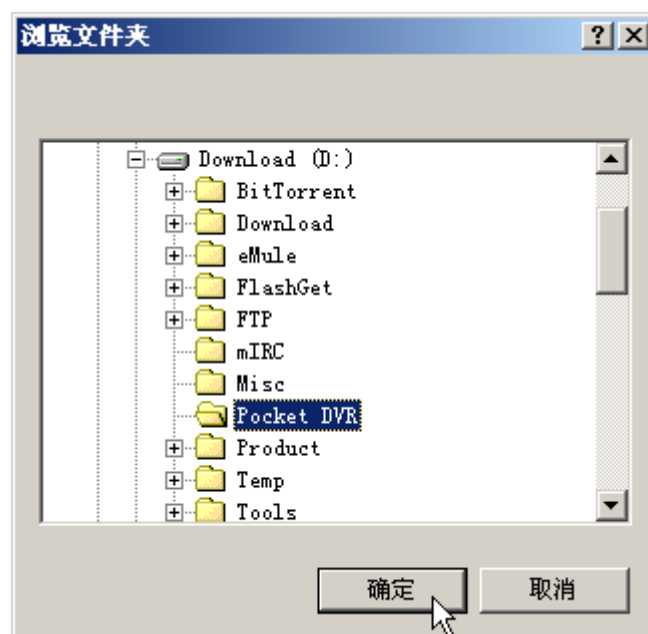 浏览文件夹
Download (D:)
BitTorrent
Download
eMule
FlashGet
FTP
mIRC
Misc
Pocket DVR
Product
Temp
Tools
确定 取消